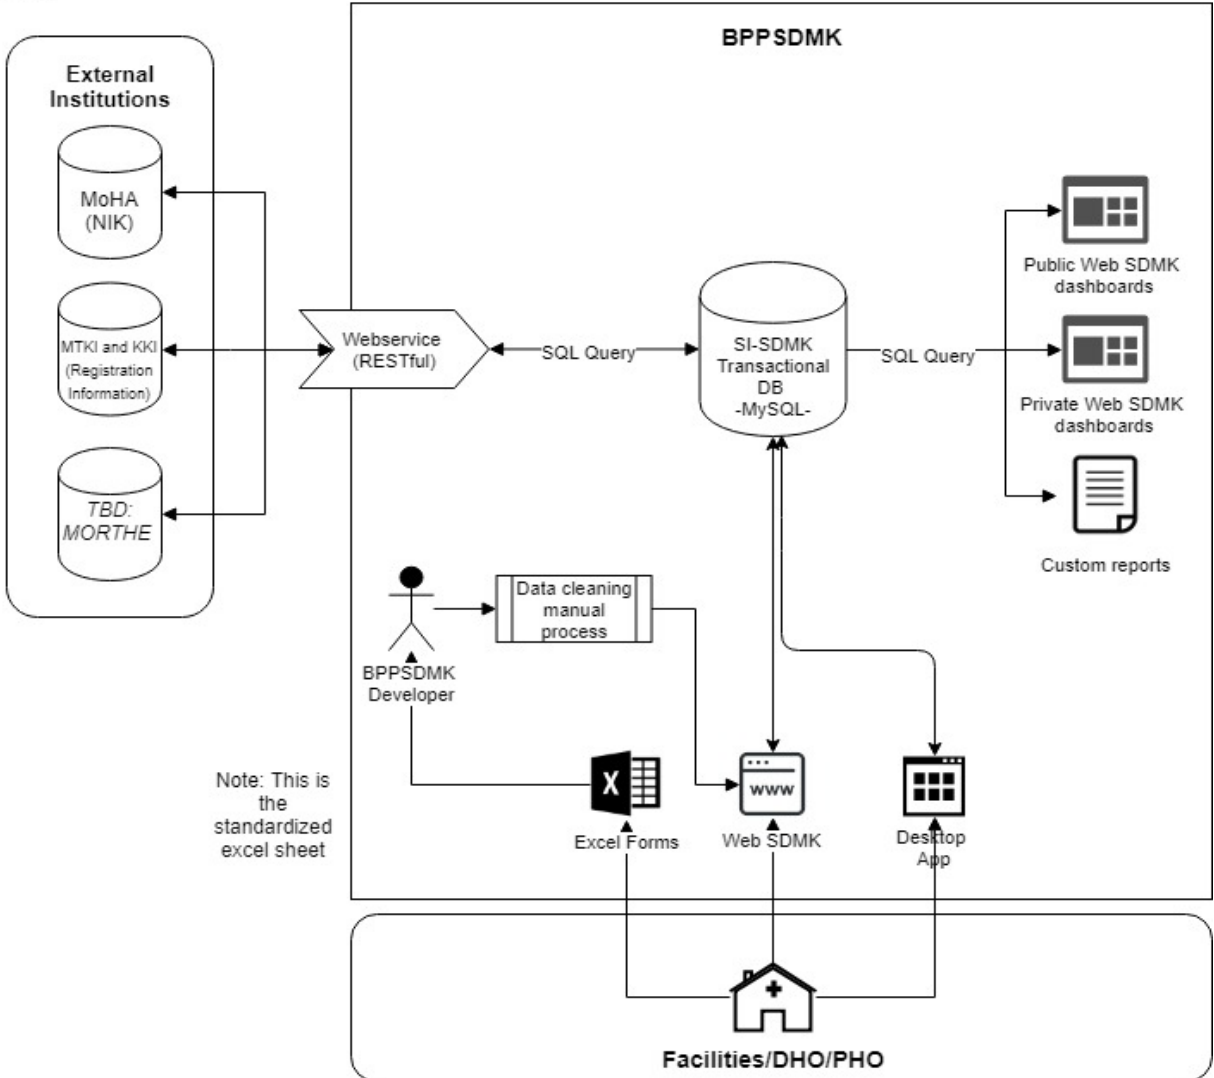 BPPSDMK
External
Institutions
MoHA
(NIK)
MTKI and KKI
(Registration
Information)
TBD:
MORTHE
Webservice
(RESTful)
SQL Query
SI-SDMK
Transactional
DB
-MySQL-
SQL Query
Public Web SDMK
dashboards
Private Web SDMK
dashboards
Custom reports
Data cleaning
manual
process
BPPSDMK
Developer
Note: This is
the
standardized
excel sheet
X
Excel Forms
www
Web SDMK
Desktop
App
Facilities/DHO/PHO